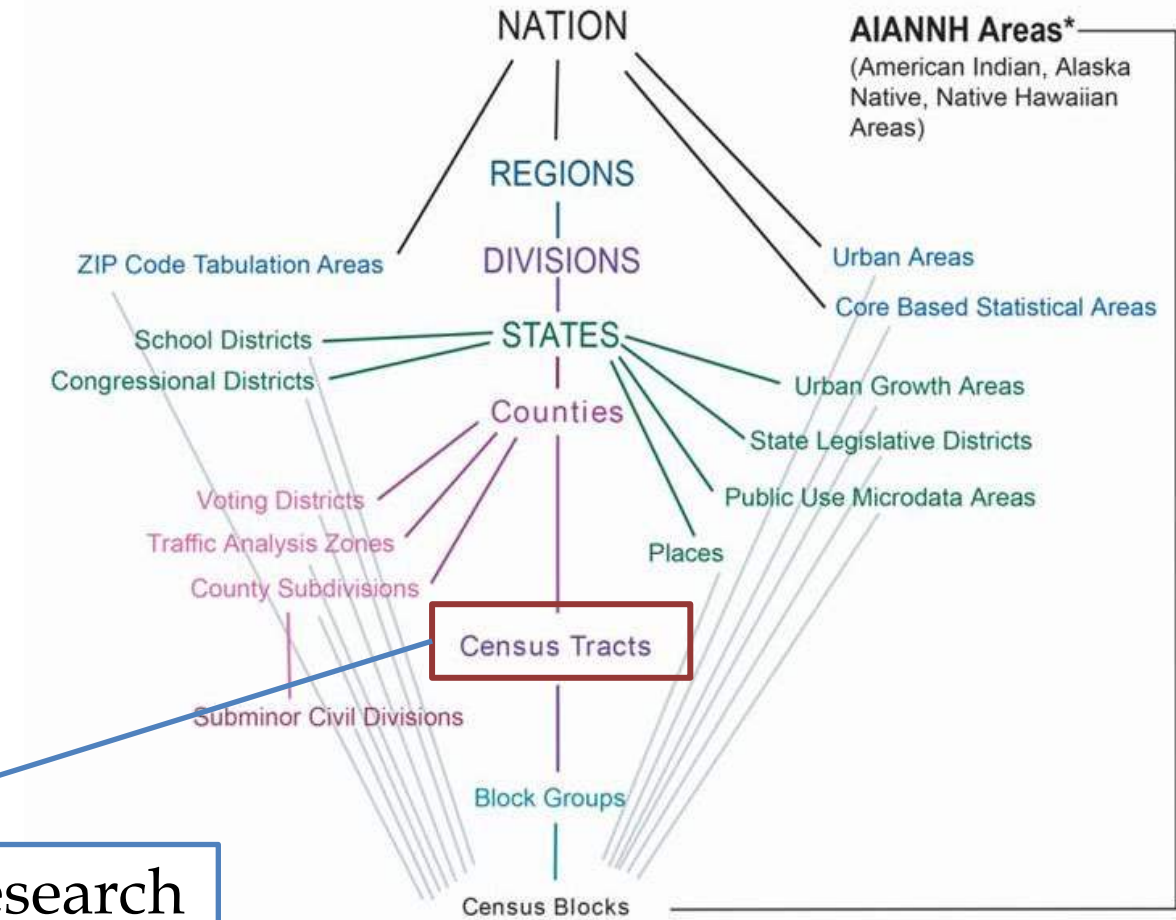 NATION
AIANNH Areas*
(American Indian, Alaska
Native, Native Hawaiian
Areas)
REGIONS
ZIP Code Tabulation Areas
DIVISIONS
Urban Areas
Core Based Statistical Areas
School Districts
STATES
Congressional Districts
Urban Growth Areas
Counties
State Legislative Districts
Voting Districts
Public Use Microdata Areas
Traffic Analysis Zones
Places
County Subdivisions
Census Tracts
Subminor Civil Divisions
Block Groups
Census Blocks